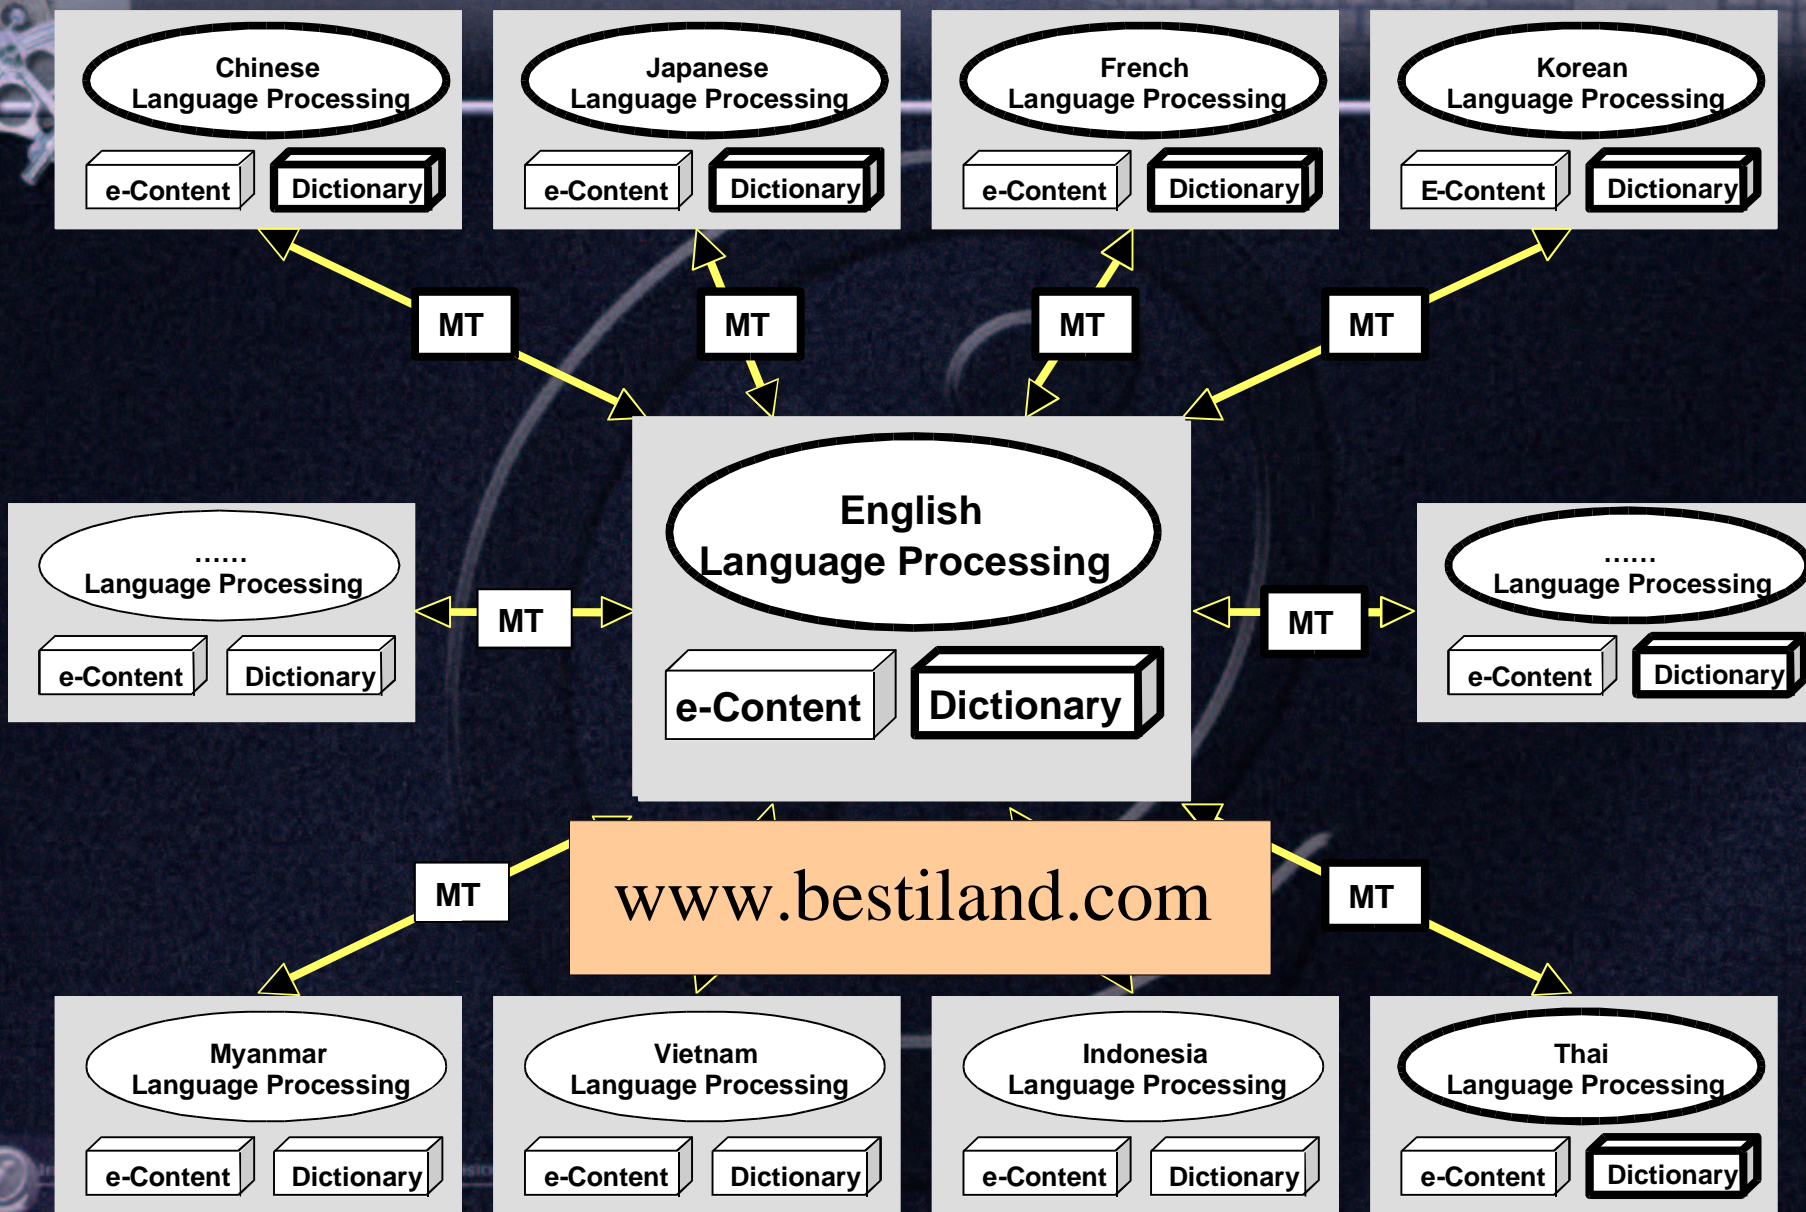 Chinese
Language Processing
e-Content
Dictionary
Japanese
Language Processing
e-Content
Dictionary
French
Language Processing
e-Content
Dictionary
Korean
Language Processing
E-Content
Dictionary
MT
MT
MT
MT
......
Language Processing
e-Content
Dictionary
MT
English
Language Processing
e-Content
Dictionary
MT
......
Language Processing
e-Content
Dictionary
MT
www.bestiland.com
MT
Myanmar
Language Processing
e-Content
Dictionary
Vietnam
Language Processing
e-Content
Dictionary
Indonesia
Language Processing
e-Content
Dictionary
Thai
Language Processing
e-Content
Dictionary